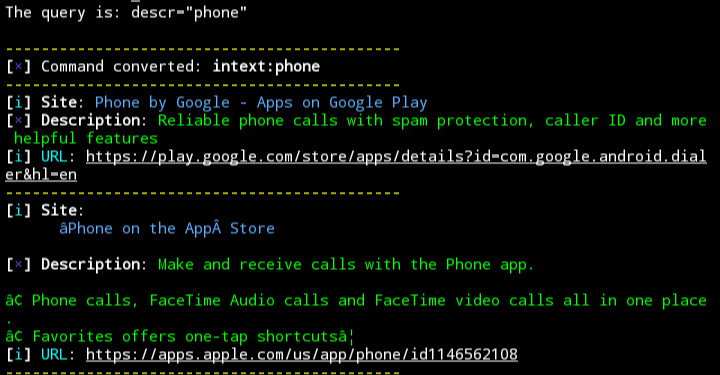 The query is: descr="phone"
--------------------------------------------
[×] Command converted: intext:phone
--------------------------------------------
[i] Site: Phone by Google - Apps on Google Play
[×] Description: Reliable phone calls with spam protection, caller ID and more
helpful features
[i] URL: https://play.google.com/store/apps/details?id=com.google.android.dial
er&hl=en
--------------------------------------------
[i] Site:
âPhone on the AppÂ Store
[×] Description: Make and receive calls with the Phone app.
â¢ Phone calls, FaceTime Audio calls and FaceTime video calls all in one place
.
â¢ Favorites offers one-tap shortcutsâ¦
[i] URL: https://apps.apple.com/us/app/phone/id1146562108
--------------------------------------------